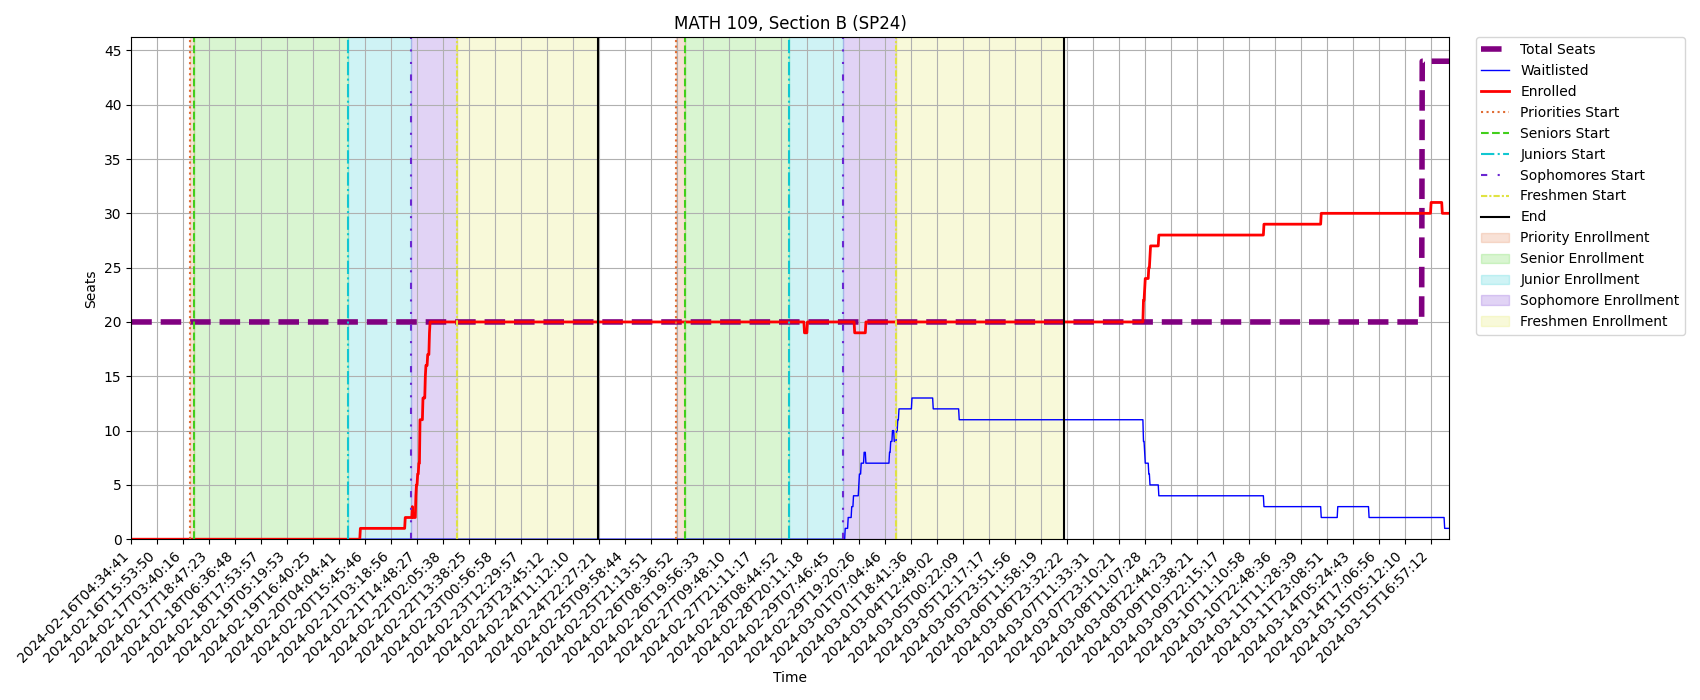 MATH 109, Section B (SP24)
45
40
35
30
25
20
15
10
5
0
Seats
2024-02-16T04:34:41
2024-02-16T15:53:50
2024-02-17T03:40:16
2024-02-17T18:47:23
2024-02-18T06:36:48
2024-02-18T17:53:57
2024-02-19T05:19:53
2024-02-19T16:40:25
2024-02-20T04:04:41
2024-02-20T15:45:46
2024-02-21T03:18:56
2024-02-21T14:48:27
2024-02-22T02:05:38
2024-02-22T13:38:25
2024-02-23T00:56:58
2024-02-23T12:29:57
2024-02-23T23:45:12
2024-02-24T11:12:10
2024-02-24T22:27:21
2024-02-25T09:58:44
2024-02-25T21:13:51
2024-02-26T08:36:52
2024-02-26T19:56:33
2024-02-27T09:48:10
2024-02-27T21:11:17
2024-02-28T08:44:52
2024-02-28T20:11:18
2024-02-29T07:46:45
2024-02-29T19:20:26
2024-03-01T07:04:46
2024-03-01T18:41:36
2024-03-04T12:49:02
2024-03-05T00:22:09
2024-03-05T12:17:17
2024-03-05T23:51:56
2024-03-06T11:58:19
2024-03-06T23:32:22
2024-03-07T11:33:31
2024-03-07T23:10:21
2024-03-08T11:07:28
2024-03-08T22:44:23
2024-03-09T10:38:21
2024-03-09T22:15:17
2024-03-10T11:10:58
2024-03-10T22:48:36
2024-03-11T11:28:39
2024-03-11T23:08:51
2024-03-14T05:24:43
2024-03-14T17:06:56
2024-03-15T05:12:10
2024-03-15T16:57:12
Time
Total Seats
Waitlisted
Enrolled
Priorities Start
Seniors Start
Juniors Start
Sophomores Start
Freshmen Start
End
Priority Enrollment
Senior Enrollment
Junior Enrollment
Sophomore Enrollment
Freshmen Enrollment